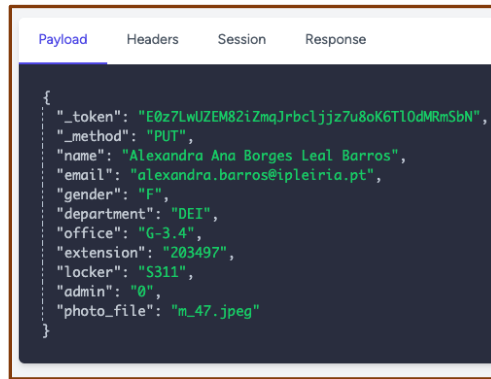 Payload Headers Session Response
{
"_token": "E0z7LwUZEM82iZmqJrbcljjz7u8oK6TlOdMRmSbN",
"_method": "PUT",
"name": "Alexandra Ana Borges Leal Barros",
"email": "alexandra.barros@ipleiria.pt",
"gender": "F",
"department": "DEI",
"office": "G-3.4",
"extension": "203497",
"locker": "S311",
"admin": "0",
"photo_file": "m_47.jpeg"
}